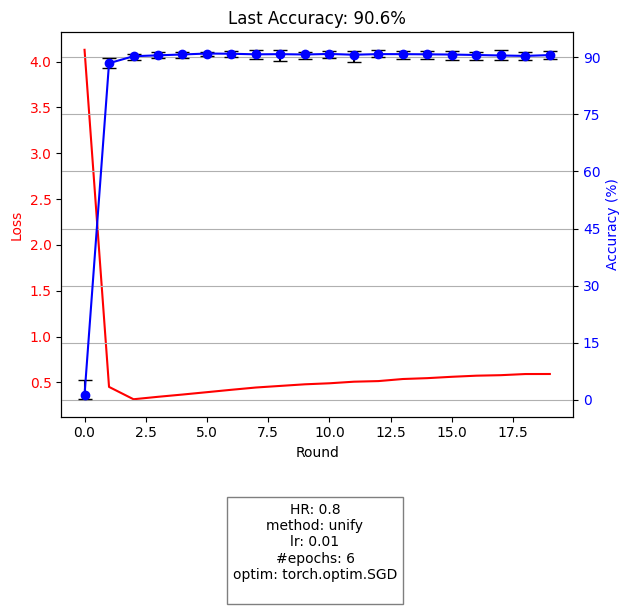 Last Accuracy: 90.6%
4.0
3.5
3.0
2.5
2.0
1.5
1.0
0.5
Loss
90
75
60
45
30
15
0
Accuracy (%)
0.0 2.5 5.0 7.5 10.0 12.5 15.0 17.5
Round
HR: 0.8
method: unify
lr: 0.01
#epochs: 6
optim: torch.optim.SGD